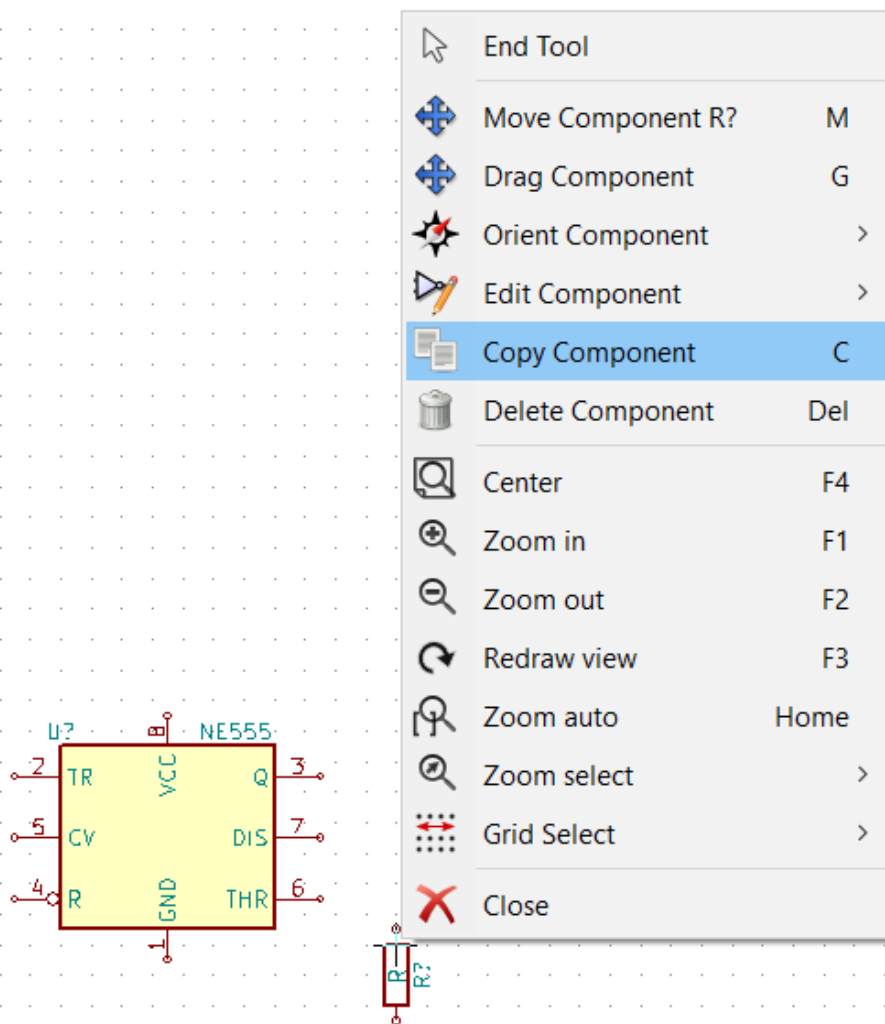 End Tool
Move Component R? M
Drag Component G
Orient Component
Edit Component
Copy Component C
Delete Component Del
Center F4
Zoom in F1
Zoom out F2
Redraw view F3
Zoom auto Home
Zoom select
Grid Select
Close
U? 8 NE555
2 TR VCC Q 3
5 CV DIS 7
4 R GND THR 6
1
R R?